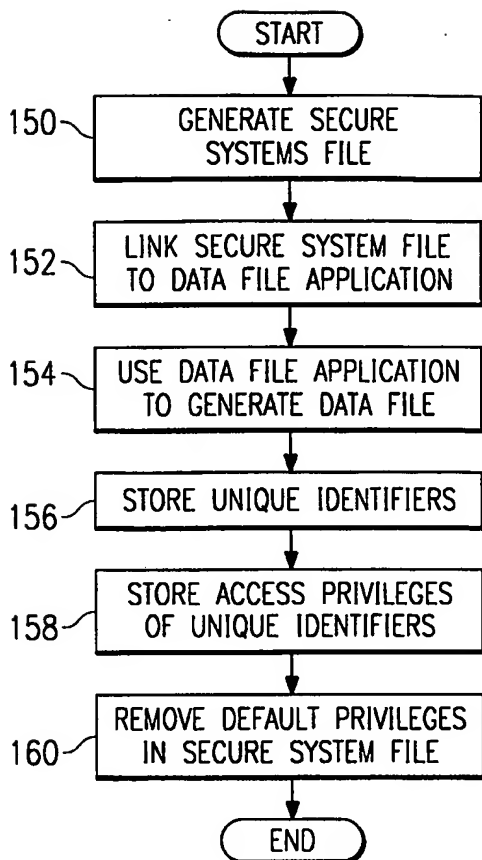 START
150
GENERATE SECURE
SYSTEMS FILE
152
LINK SECURE SYSTEM FILE
TO DATA FILE APPLICATION
154
USE DATA FILE APPLICATION
TO GENERATE DATA FILE
156
STORE UNIQUE IDENTIFIERS
158
STORE ACCESS PRIVILEGES
OF UNIQUE IDENTIFIERS
160
REMOVE DEFAULT PRIVILEGES
IN SECURE SYSTEM FILE
END